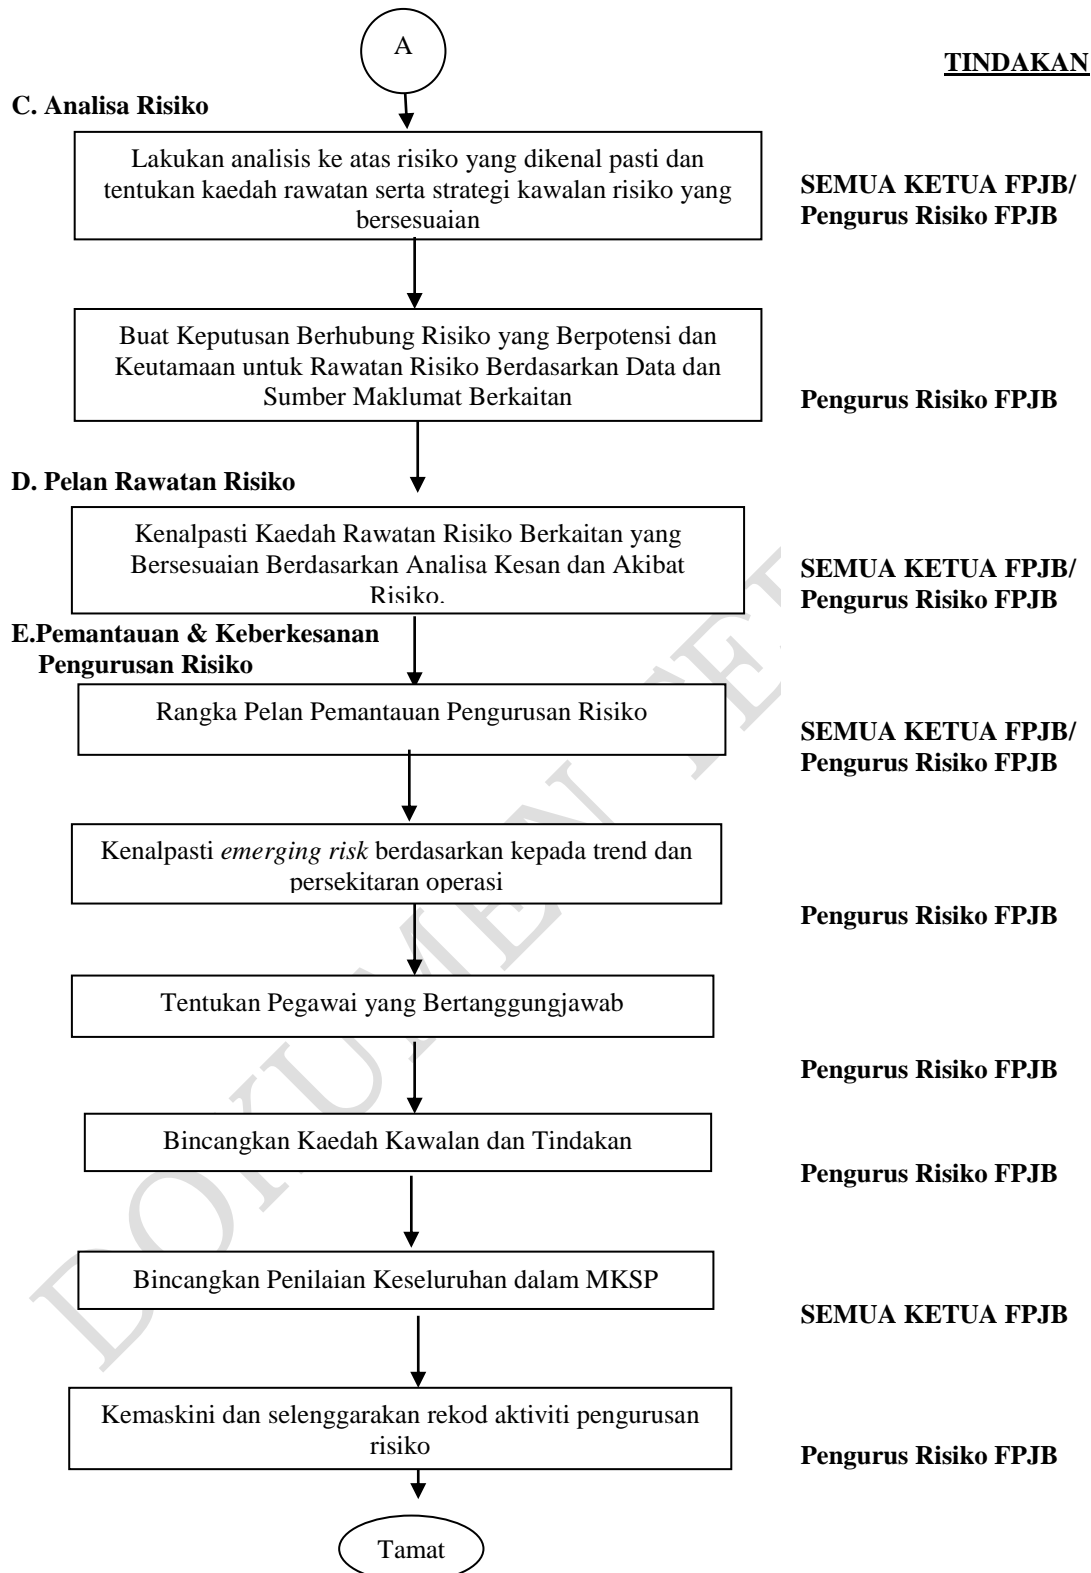 A
TINDAKAN
C. Analisa Risiko
Lakukan analisis ke atas risiko yang dikenal pasti dan
tentukan kaedah rawatan serta strategi kawalan risiko yang
bersesuaian
SEMUA KETUA FPJB/
Pengurus Risiko FPJB
Buat Keputusan Berhubung Risiko yang Berpotensi dan
Keutamaan untuk Rawatan Risiko Berdasarkan Data dan
Sumber Maklumat Berkaitan
Pengurus Risiko FPJB
D. Pelan Rawatan Risiko
Kenalpasti Kaedah Rawatan Risiko Berkaitan yang
Bersesuaian Berdasarkan Analisa Kesan dan Akibat
Risiko.
SEMUA KETUA FPJB/
Pengurus Risiko FPJB
E.Pemantauan & Keberkesanan
Pengurusan Risiko
Rangka Pelan Pemantauan Pengurusan Risiko
SEMUA KETUA FPJB/
Pengurus Risiko FPJB
Kenalpasti emerging risk berdasarkan kepada trend dan
persekitaran operasi
Pengurus Risiko FPJB
Tentukan Pegawai yang Bertanggungjawab
Pengurus Risiko FPJB
Bincangkan Kaedah Kawalan dan Tindakan
Pengurus Risiko FPJB
Bincangkan Penilaian Keseluruhan dalam MKSP
SEMUA KETUA FPJB
Kemaskini dan selenggarakan rekod aktiviti pengurusan
risiko
Pengurus Risiko FPJB
Tamat
DOKUMEN